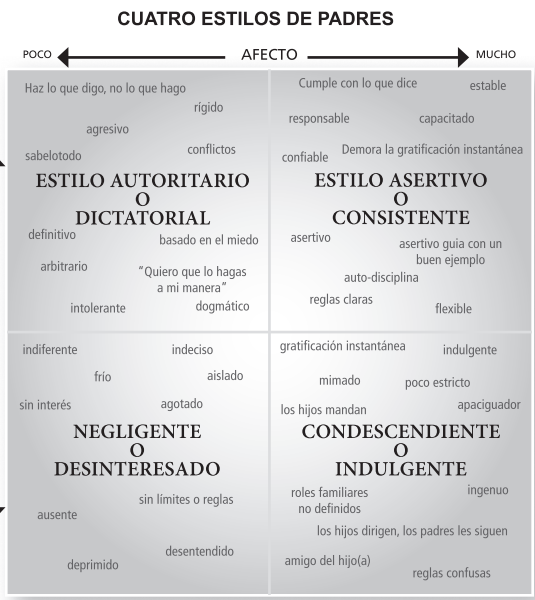 CUATRO ESTILOS DE PADRES
POCO AFECTO MUCHO
Haz lo que digo, no lo que hago
rígido
agresivo
sabelotodo
conflictos
ESTILO AUTORITARIO
O
DICTATORIAL
definitivo
basado en el miedo
arbitrario
"Quiero que lo hagas
a mi manera"
intolerante
dogmático
Cumple con lo que dice
estable
responsable
capacitado
confiable
Demora la gratificación instantánea
ESTILO ASERTIVO
O
CONSISTENTE
asertivo
asertivo guia con un
buen ejemplo
auto-disciplina
reglas claras
flexible
indiferente
indeciso
frío
aislado
sin interés
agotado
NEGLIGENTE
O
DESINTERESADO
sin límites o reglas
ausente
desentendido
deprimido
gratificación instantánea
indulgente
mimado
poco estricto
los hijos mandan
apaciguador
CONDESCENDIENTE
O
INDULGENTE
roles familiares
no definidos
ingenuo
los hijos dirigen, los padres les siguen
amigo del hijo(a)
reglas confusas